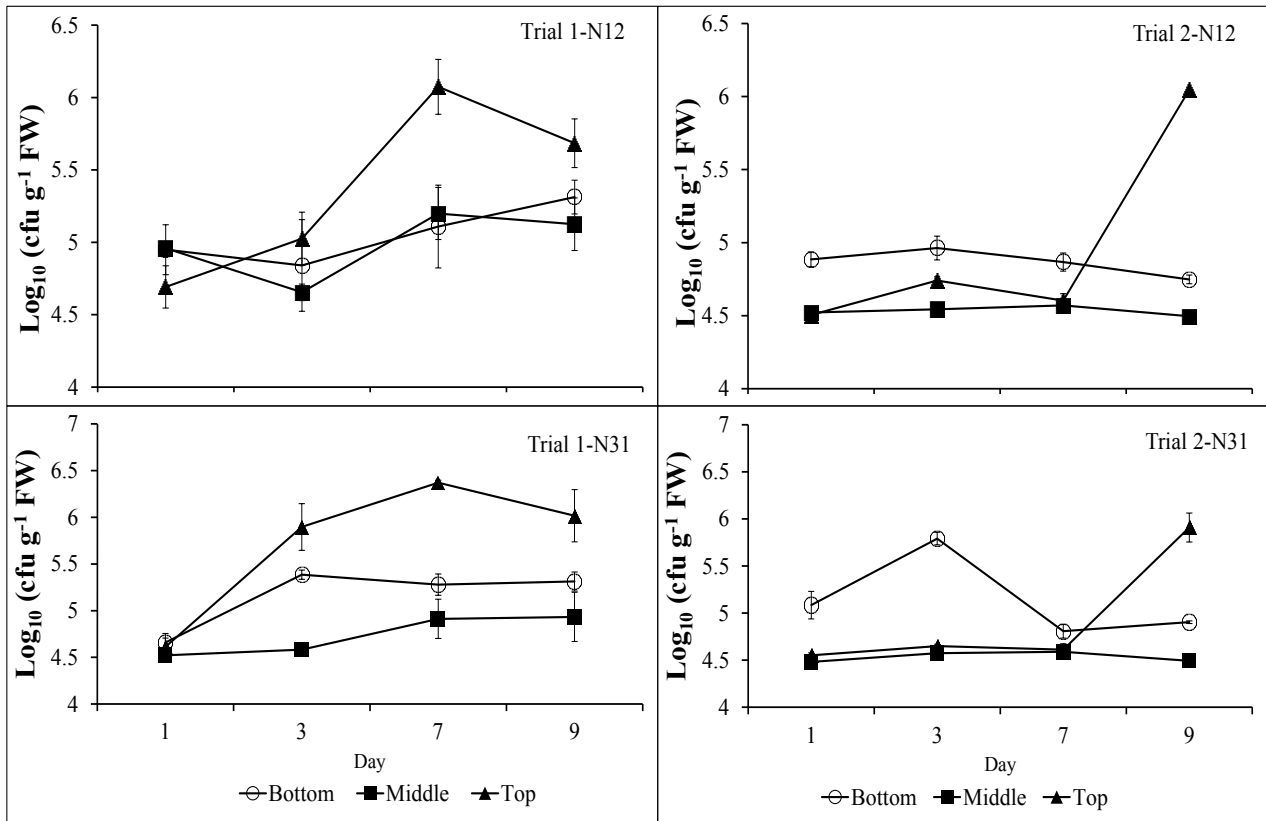 Trial 1-N12
Log₁₀ (cfu g⁻¹ FW)
6.5
6
5.5
5
4.5
4
Trial 2-N12
Log₁₀ (cfu g⁻¹ FW)
6.5
6
5.5
5
4.5
4
Trial 1-N31
Log₁₀ (cfu g⁻¹ FW)
7
6.5
6
5.5
5
4.5
4
1 3 7 9
Day
Bottom Middle Top
Trial 2-N31
Log₁₀ (cfu g⁻¹ FW)
7
6.5
6
5.5
5
4.5
4
1 3 7 9
Day
Bottom Middle Top